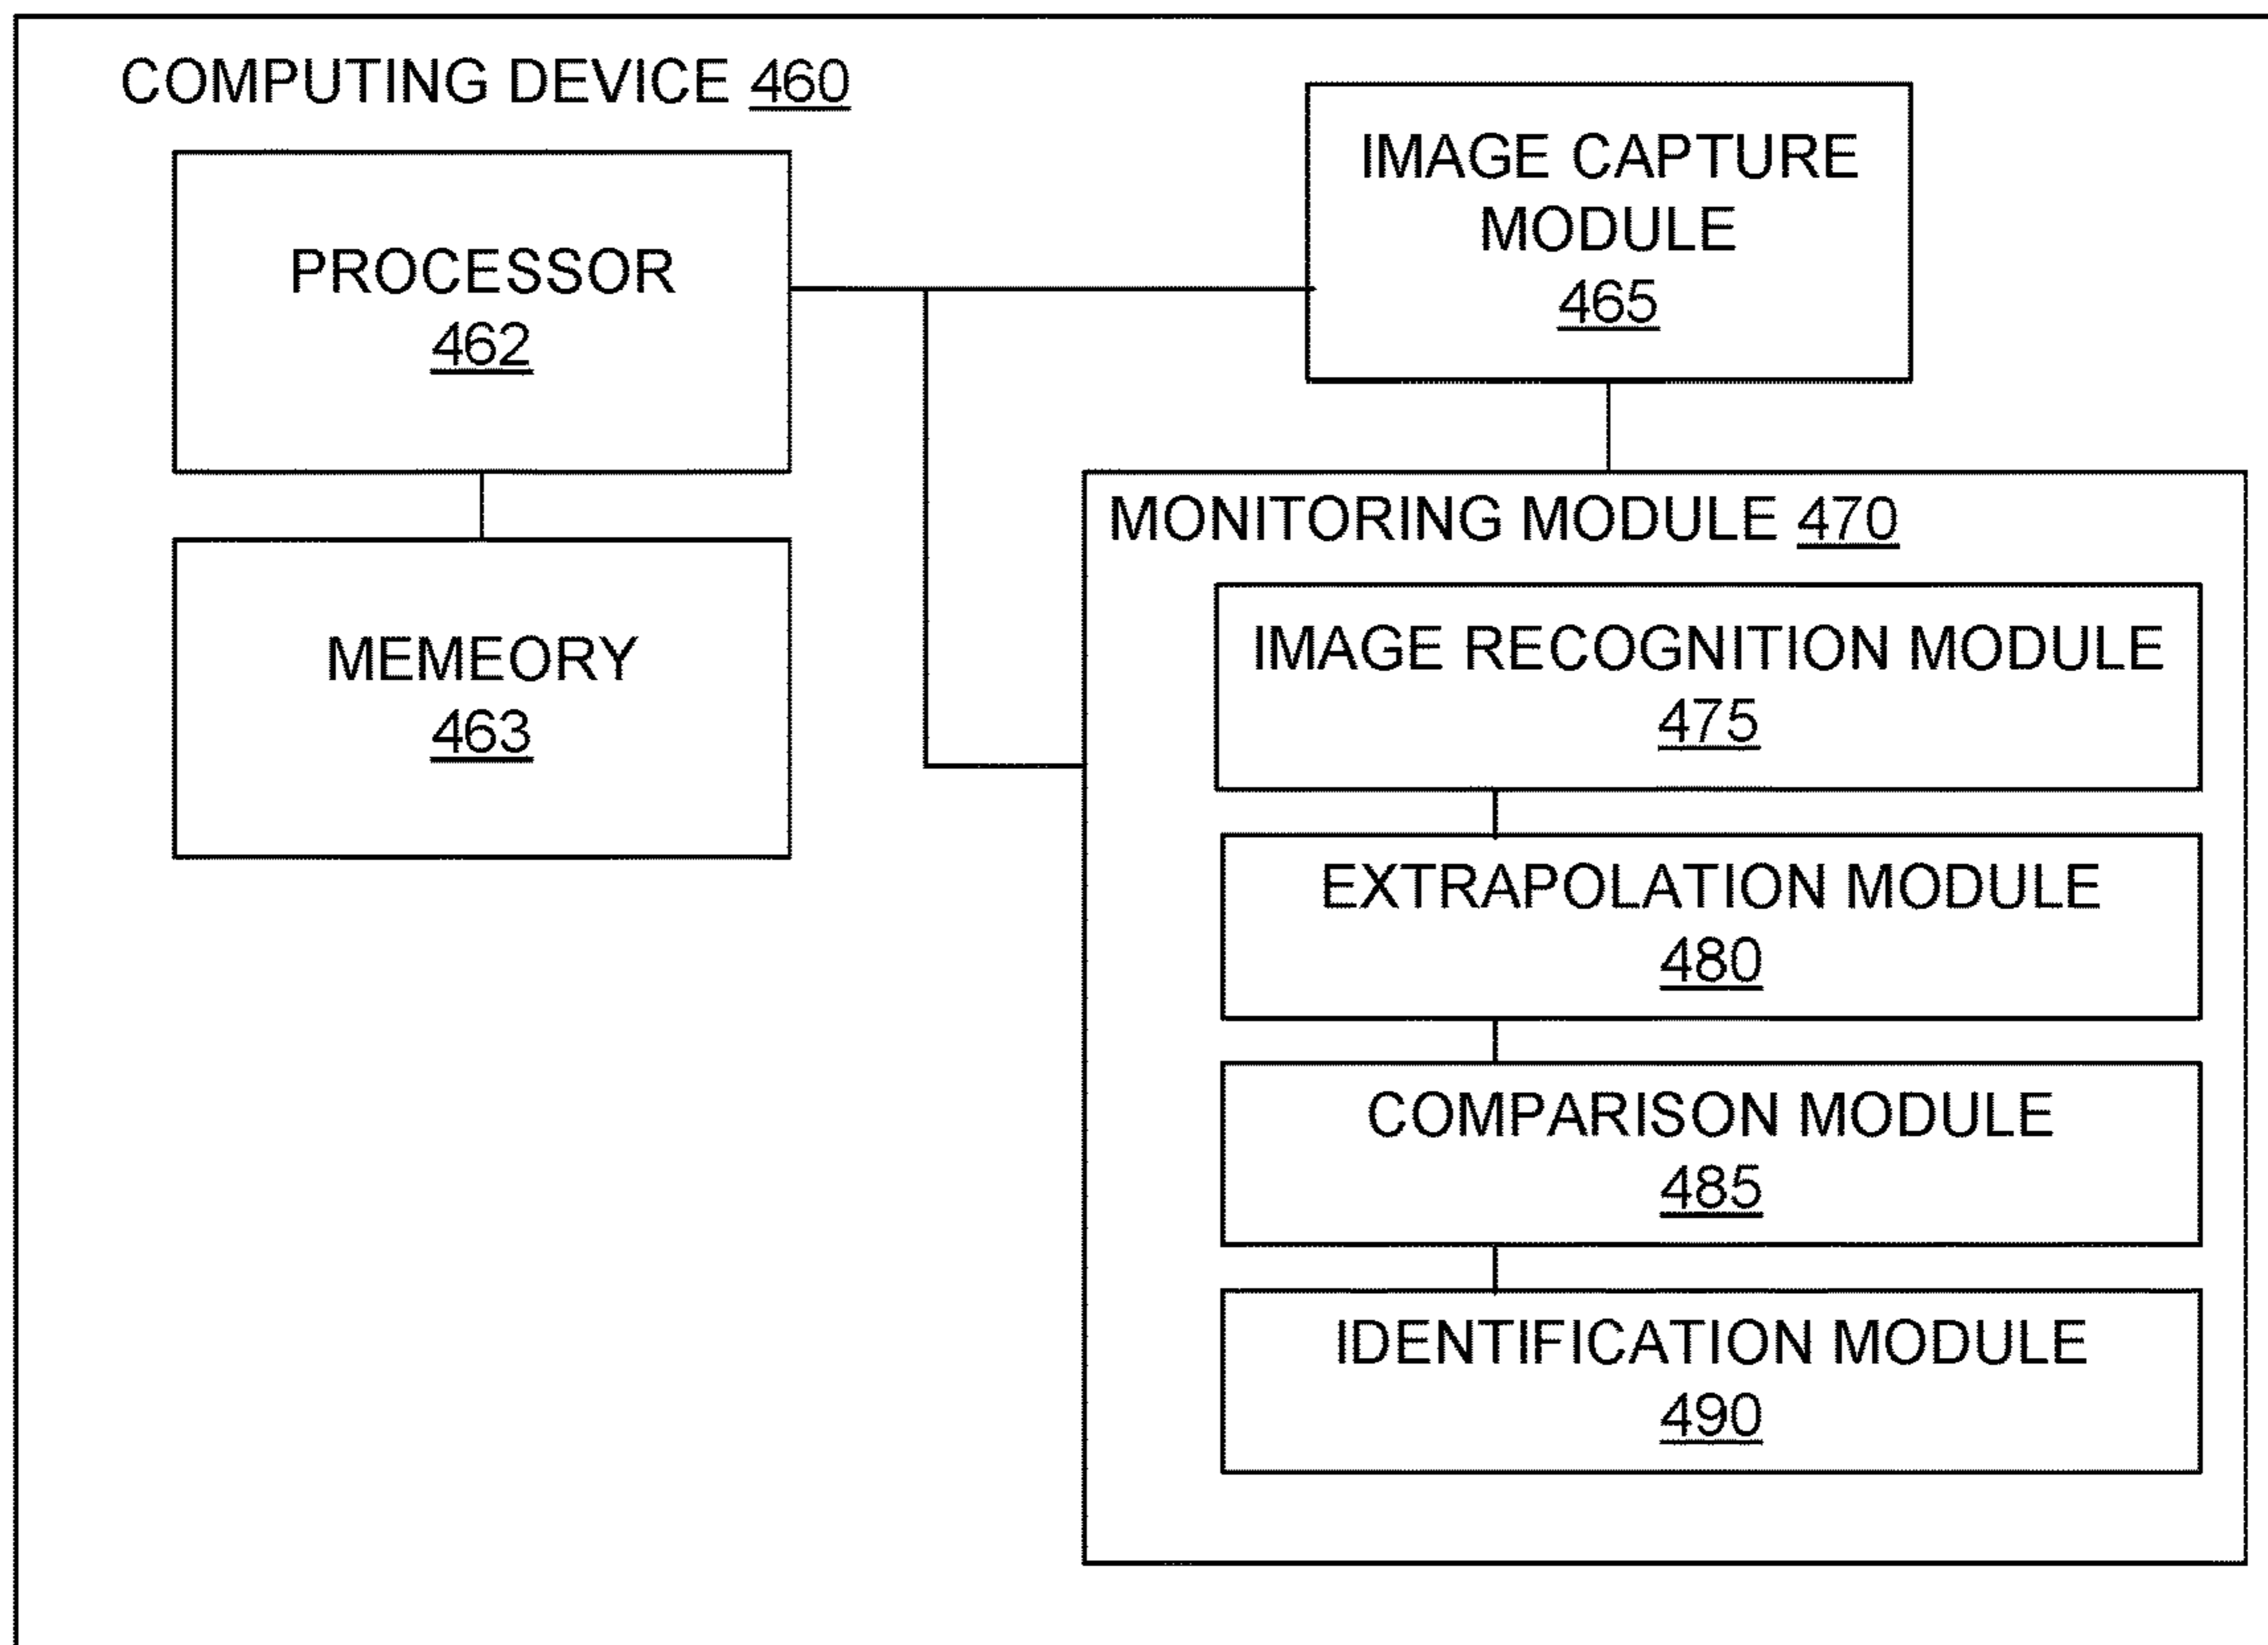 COMPUTING DEVICE 460
PROCESSOR
462
MEMEORY
463
IMAGE CAPTURE
MODULE
465
MONITORING MODULE 470
IMAGE RECOGNITION MODULE
475
EXTRAPOLATION MODULE
480
COMPARISON MODULE
485
IDENTIFICATION MODULE
490